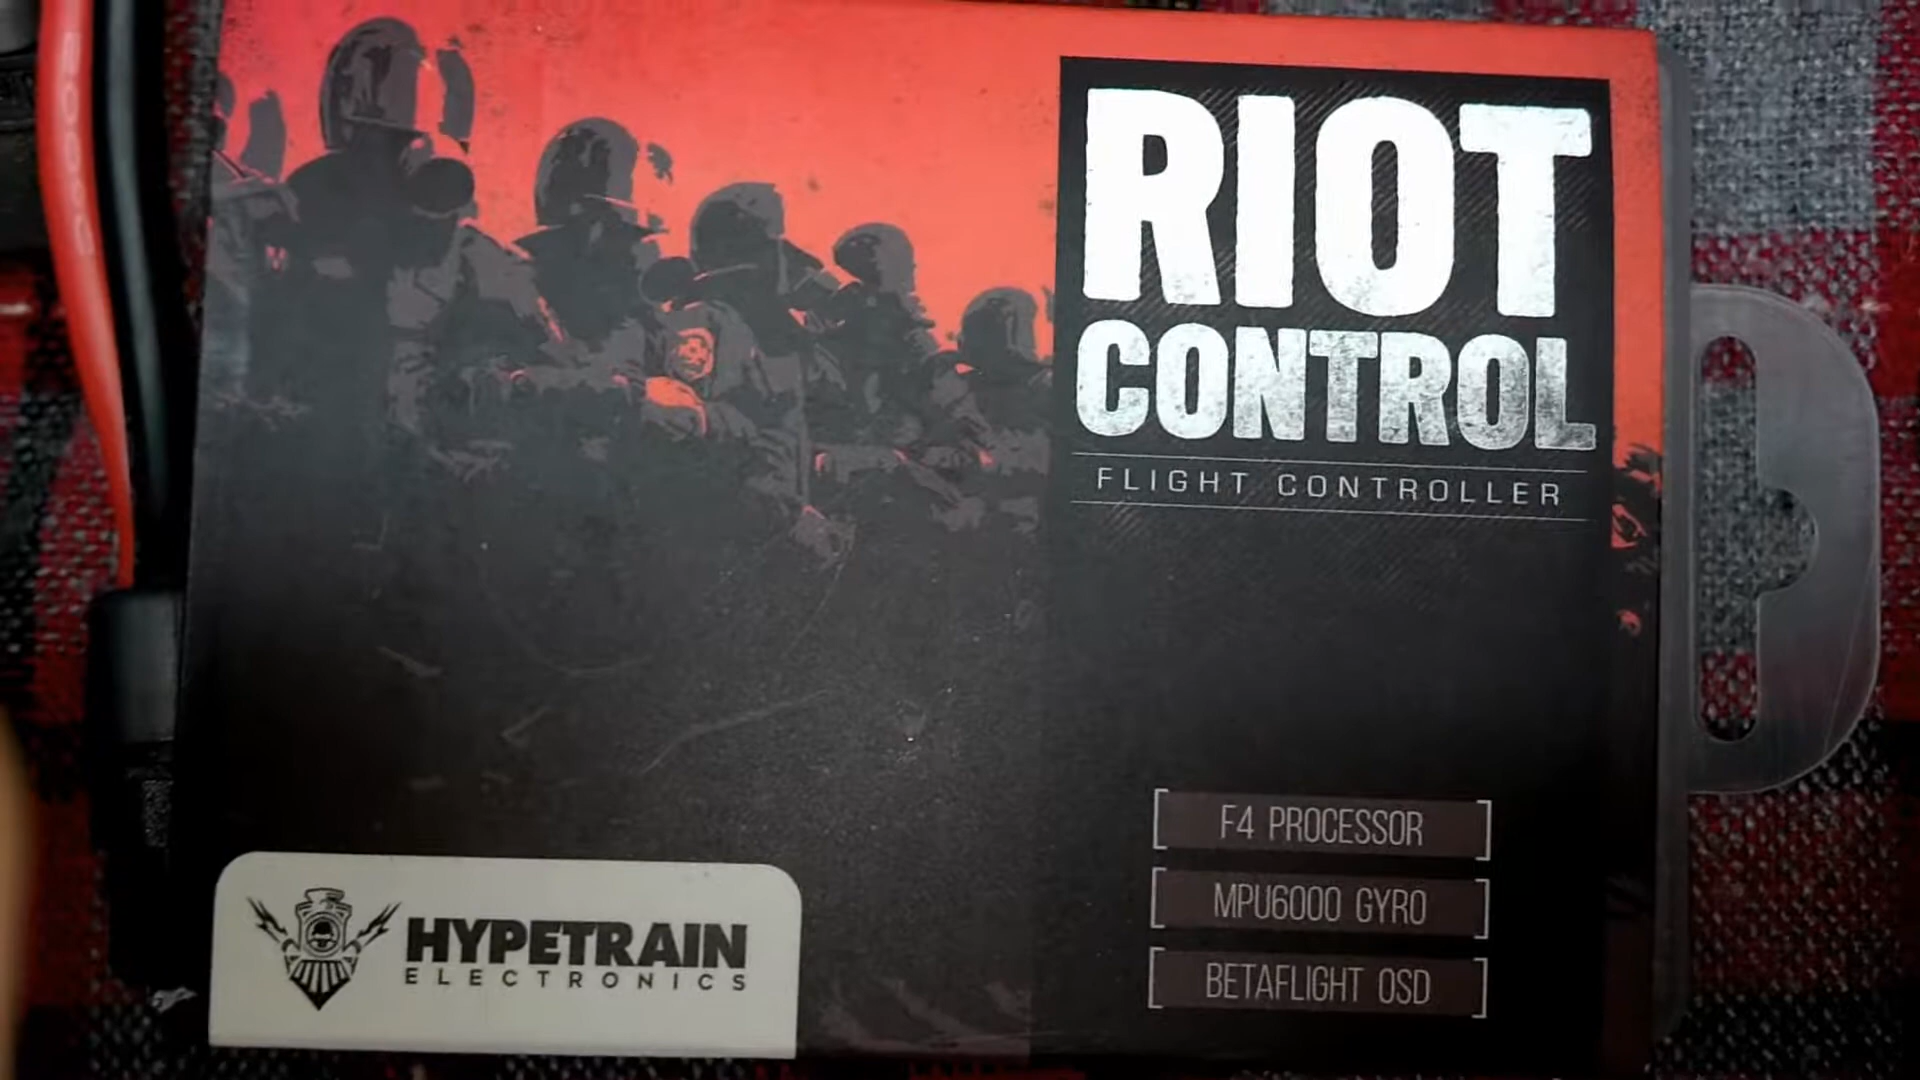 RIOT
CONTROL
FLIGHT CONTROLLER
F4 PROCESSOR
MPU6000 GYRO
BETAFLIGHT OSD
HYPETRAIN
ELECTRONICS